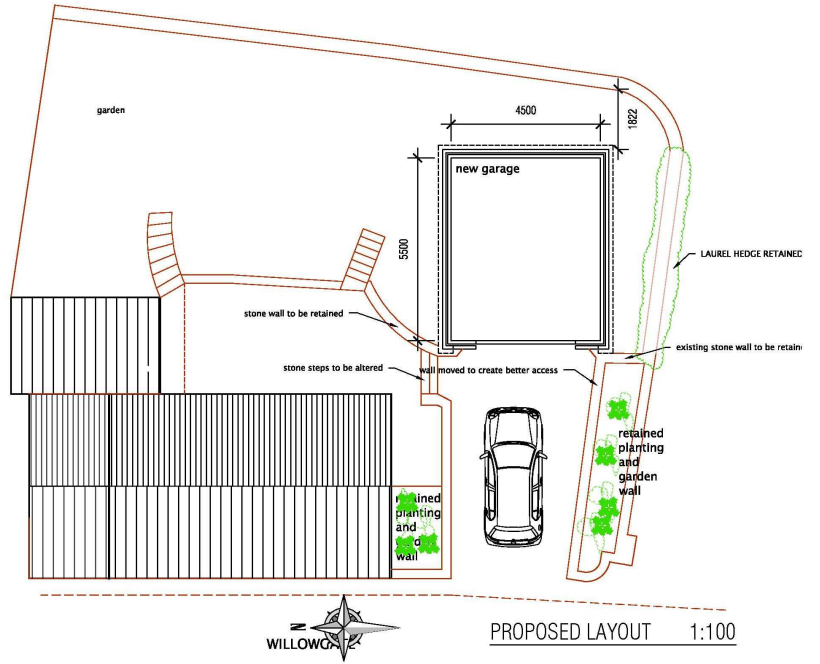 garden
4500
1822
new garage
5500
LAUREL HEDGE RETAINED
stone wall to be retained
existing stone wall to be retain
stone steps to be altered
wall moved to create better access
retained
planting
and
garden
wall
retained
planting
and
wall
N
PROPOSED LAYOUT 1:100